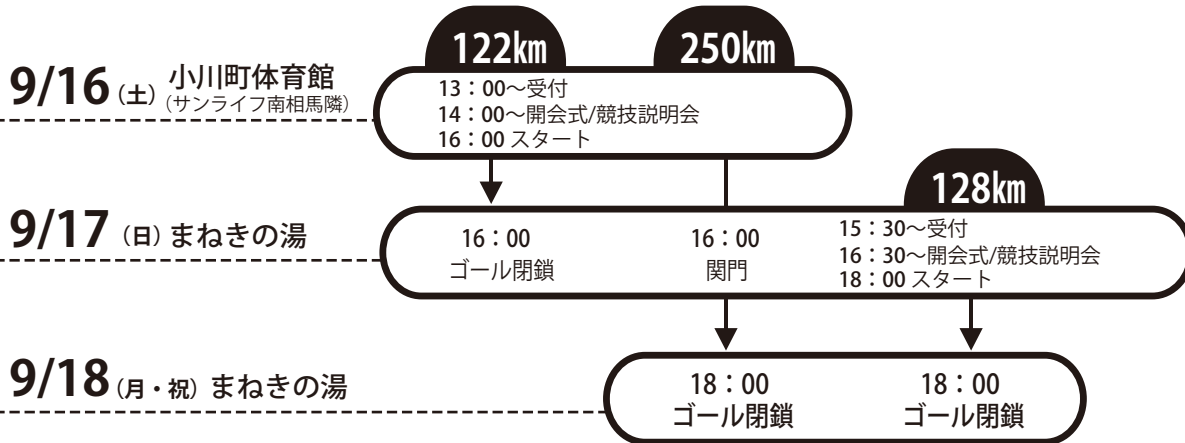 122km 250km
9/16（土）小川町体育館
（サンライフ南相馬隣）
13：00～受付
14：00～開会式/競技説明会
16：00 スタート
128km
9/17（日）まねきの湯
16：00
ゴール閉鎖
16：00
関門
15：30～受付
16：30～開会式/競技説明会
18：00 スタート
9/18（月・祝）まねきの湯
18：00
ゴール閉鎖
18：00
ゴール閉鎖